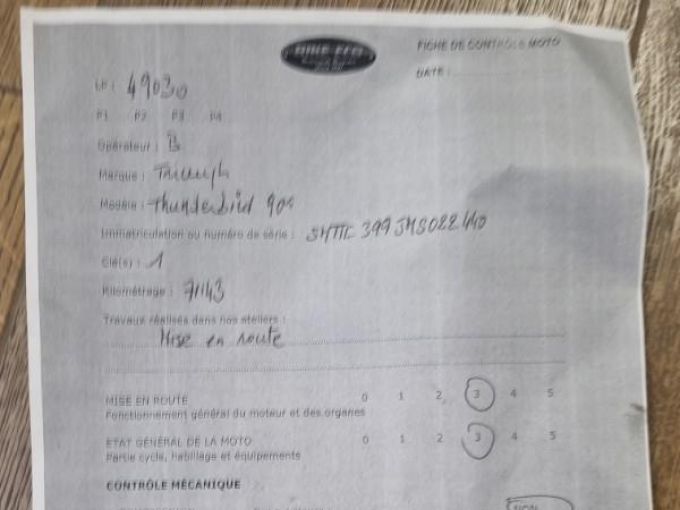 FICHE DE CONTRÔLE MOTO
DATE :
49030
P1 P2 P3 P4
Opérateur : B
Marque : Triumph
Modèle : Thunderbird 900
Immatriculation ou numéro de série :
Clé(s) : 1
Kilométrage : 71143
Travaux réalisés dans nos ateliers :
Mise en route
MISE EN ROUTE 0 1 2 3 4 5
Fonctionnement général du moteur et des organes
ETAT GÉNÉRAL DE LA MOTO 0 1 2 3 4 5
Partie cycle, habillage et équipements
CONTRÔLE MÉCANIQUE